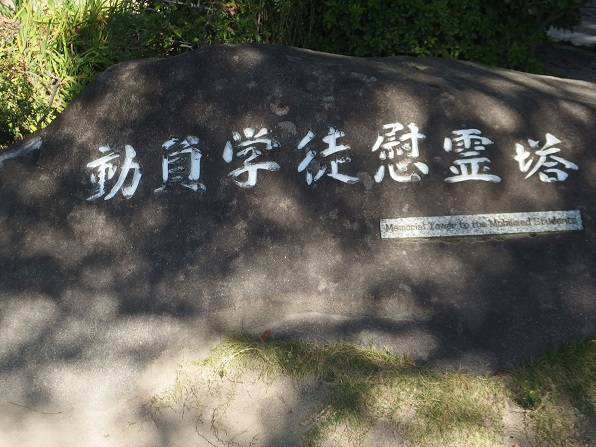 動員学徒慰霊塔
Memorial Tower to the Mobilized Students